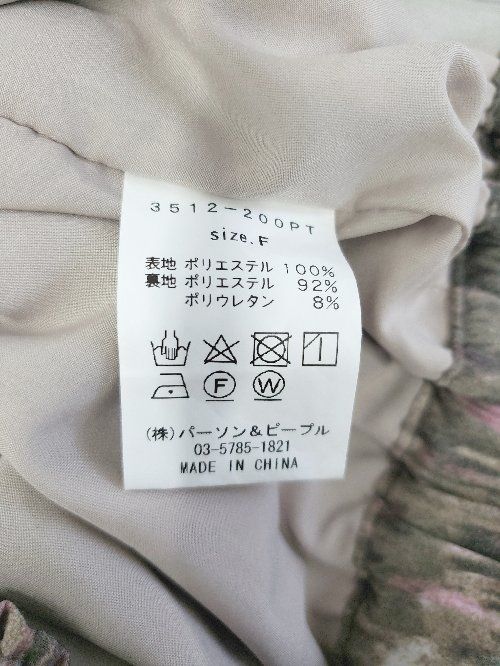 3512-200PT
size.F
表地 ポリエステル 100%
裏地 ポリエステル 92%
ポリウレタン 8%
F W
(株)パーソン&ピープル
03-5785-1821
MADE IN CHINA